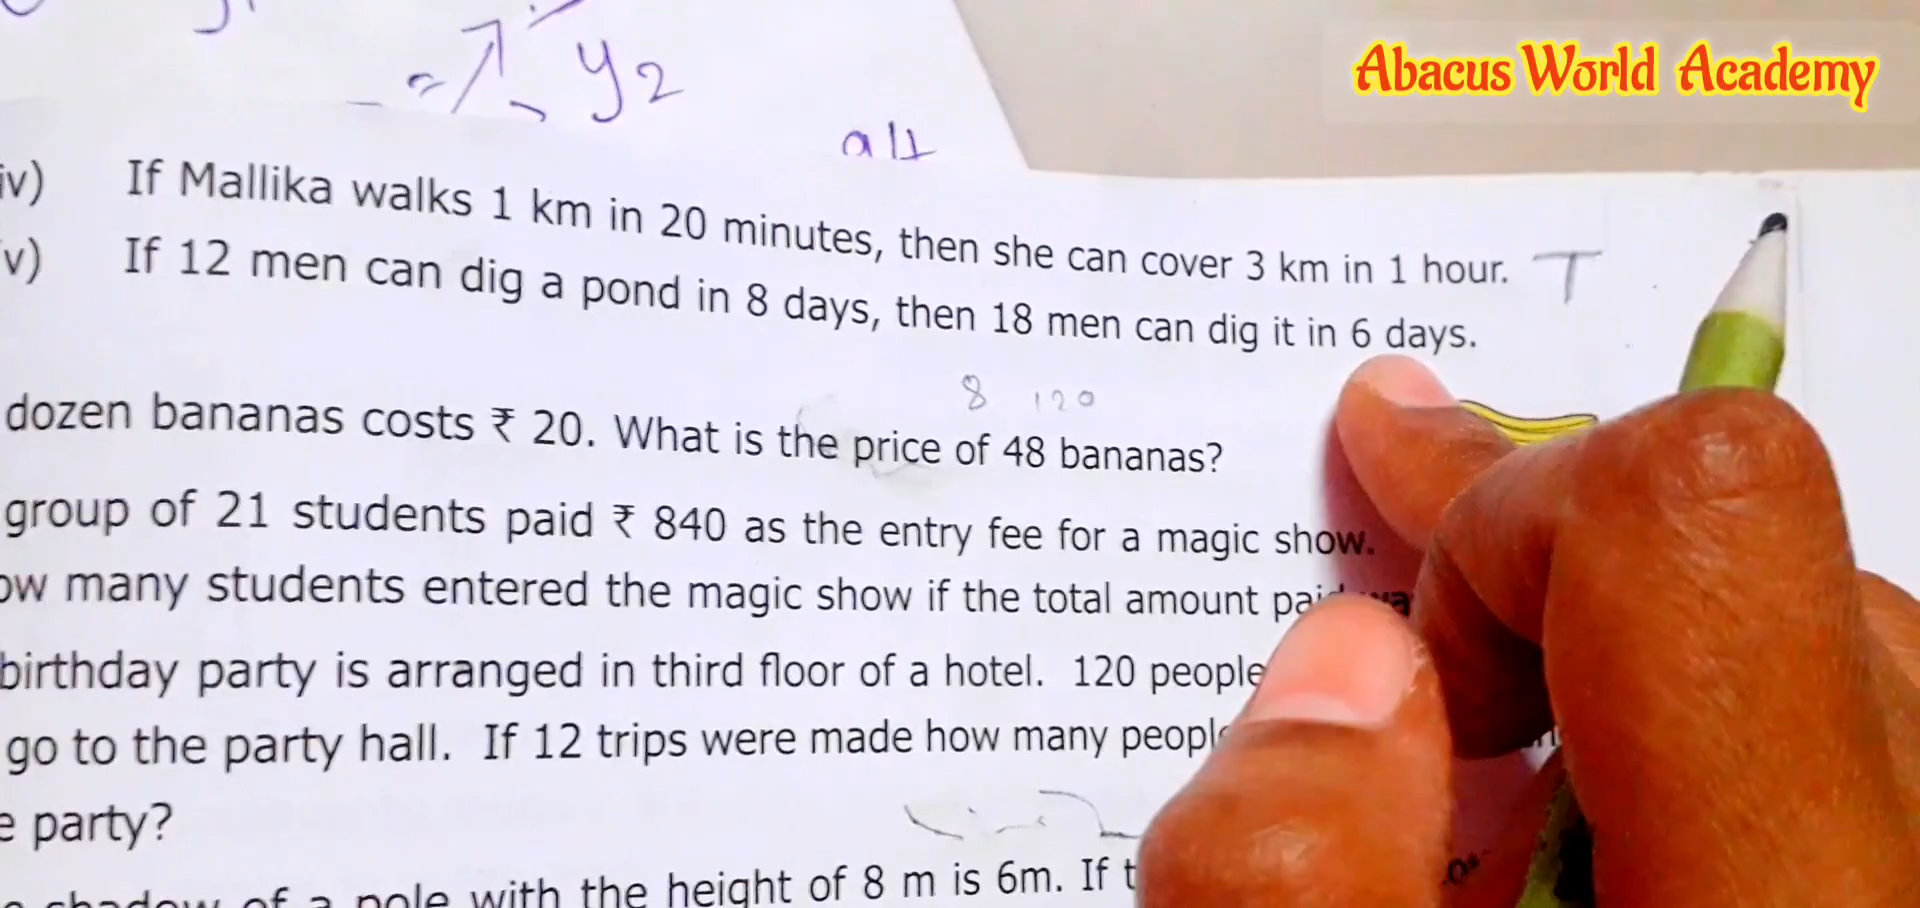 Abacus World Academy
y2
alt
iv) If Mallika walks 1 km in 20 minutes, then she can cover 3 km in 1 hour. T
v) If 12 men can dig a pond in 8 days, then 18 men can dig it in 6 days.
8 120
dozen bananas costs ₹ 20. What is the price of 48 bananas?
group of 21 students paid ₹ 840 as the entry fee for a magic show.
many students entered the magic show if the total amount
birthday party is arranged in third floor of a hotel. 120 people
go to the party hall. If 12 trips were made how many
party?
of a pole with the height of 8 m is 6m. If